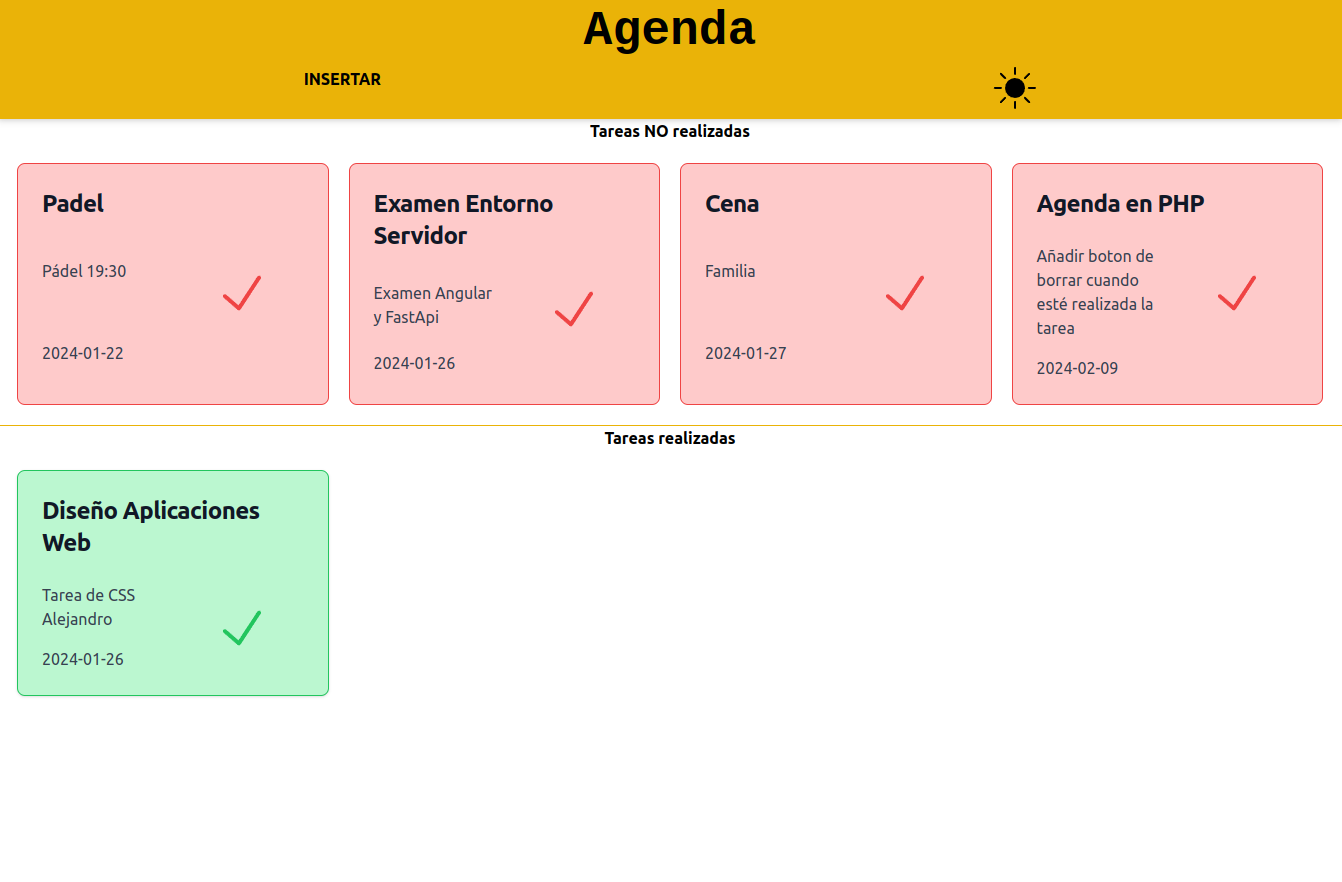 Agenda
INSERTAR
Tareas NO realizadas
Padel
Pádel 19:30
2024-01-22
Examen Entorno
Servidor
Examen Angular
y FastApi
2024-01-26
Cena
Familia
2024-01-27
Agenda en PHP
Añadir boton de
borrar cuando
esté realizada la
tarea
2024-02-09
Tareas realizadas
Diseño Aplicaciones
Web
Tarea de CSS
Alejandro
2024-01-26